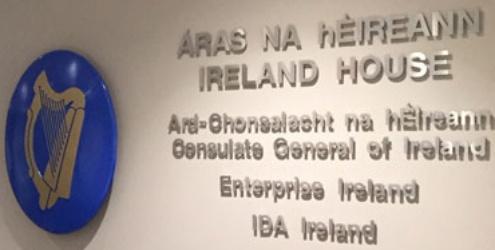 ÁRAS NA hÉIREANN
IRELAND HOUSE
Ard-Chonsalacht na hÉireann
Consulate General of Ireland
Enterprise Ireland
IDA Ireland